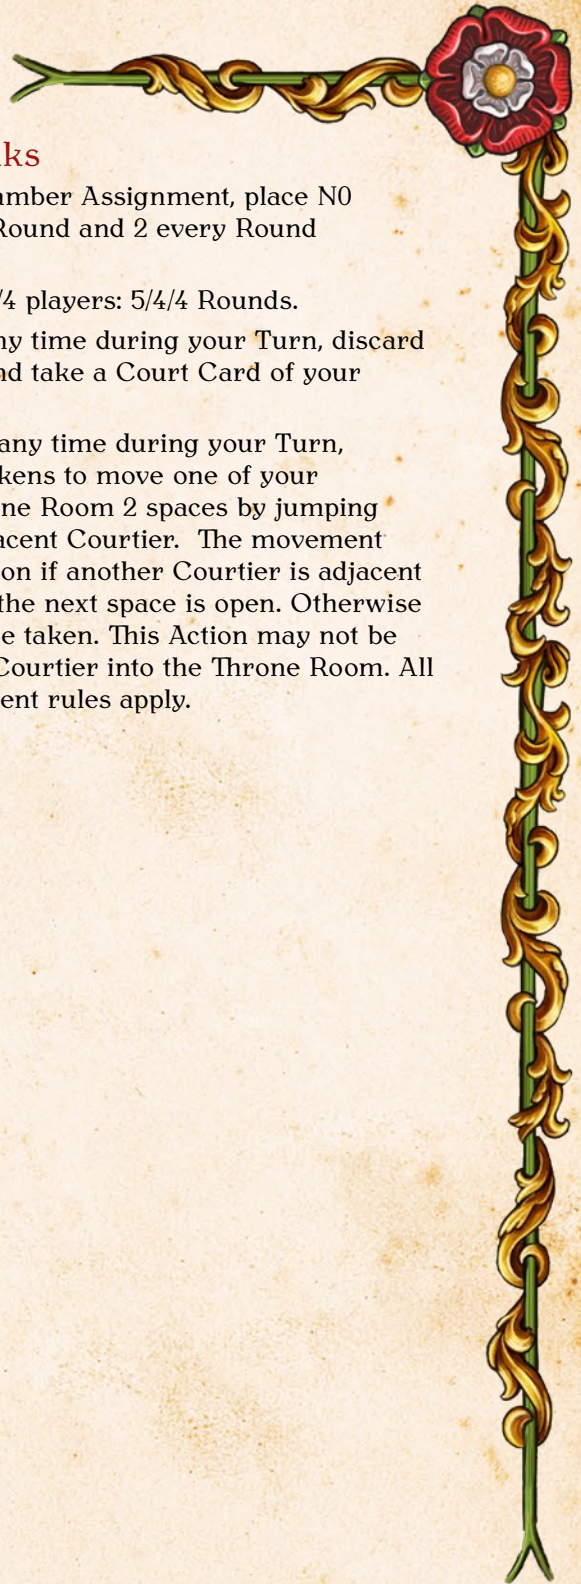 ks
mber Assignment, place N0
Round and 2 every Round
/4 players: 5/4/4 Rounds.
ny time during your Turn, discard
nd take a Court Card of your
any time during your Turn,
kens to move one of your
ne Room 2 spaces by jumping
acent Courtier. The movement
on if another Courtier is adjacent
the next space is open. Otherwise
e taken. This Action may not be
Courtier into the Throne Room. All
ent rules apply.